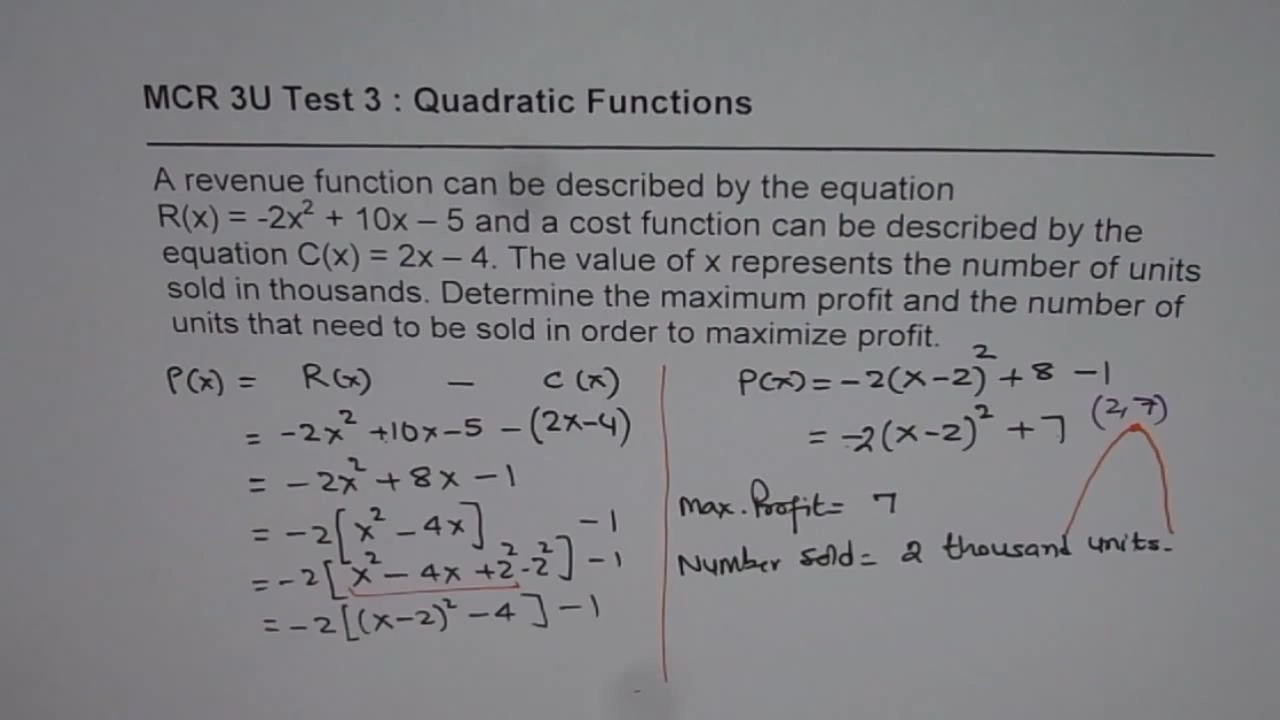 MCR 3U Test 3 : Quadratic Functions
A revenue function can be described by the equation
R(x) = -2x² + 10x – 5 and a cost function can be described by the
equation C(x) = 2x – 4. The value of x represents the number of units
sold in thousands. Determine the maximum profit and the number of
units that need to be sold in order to maximize profit.
P(x) = R(x) – C(x)
= -2x² +10x-5 -(2x-4)
= -2x² + 8x -1
= -2[x² - 4x] -1
= -2[x² - 4x +2² -2²] -1
= -2[(x-2)² -4] -1
P(x) = -2(x-2)² +8 -1
= -2(x-2)² +7
(2,7)
Max. Profit = 7
Number sold = 2 thousand units.